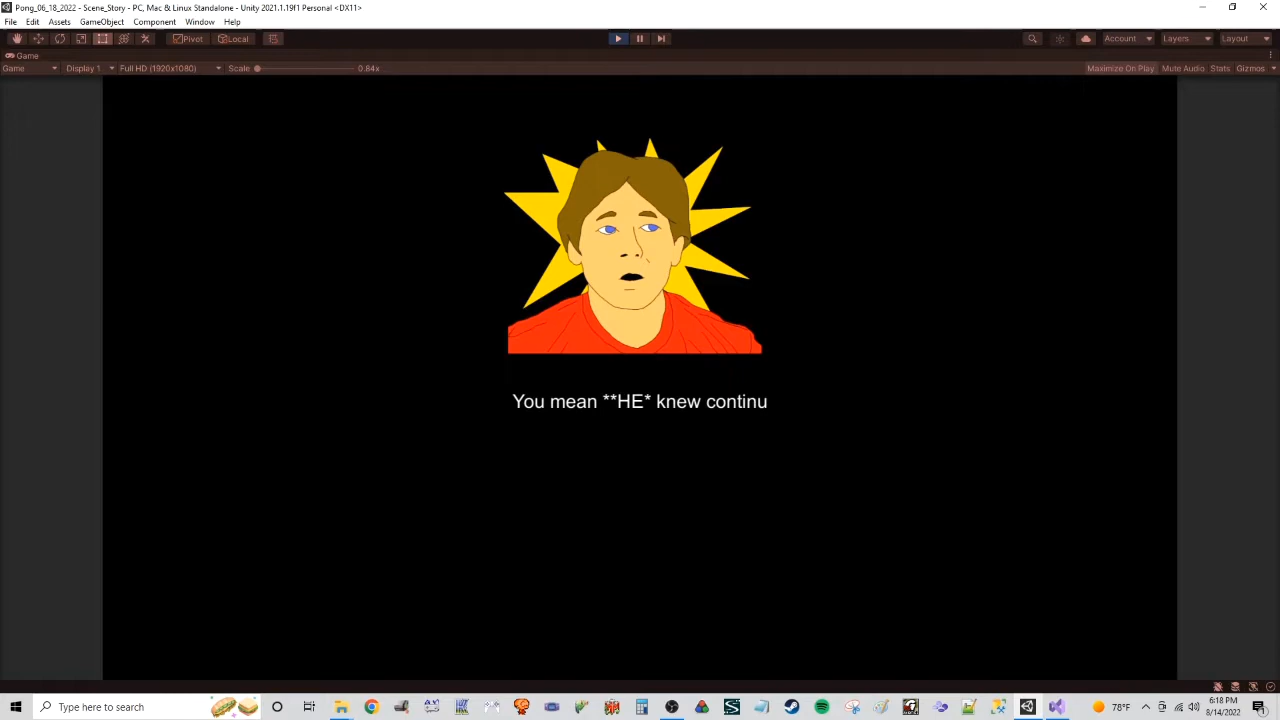 Pong_06_18_2022 - Scene_Story - PC, Mac & Linux Standalone - Unity 2021.1.19f1 Personal <DX11>
File Edit Assets GameObject Component Window Help
Pivot Local Account Layers Layout
Game
Game Display 1 Full HD (1920x1080) Scale 0.84x Maximize On Play Mute Audio Stats Gizmos
You mean **HE* knew continu
Type here to search
78°F
6:18 PM
8/14/2022